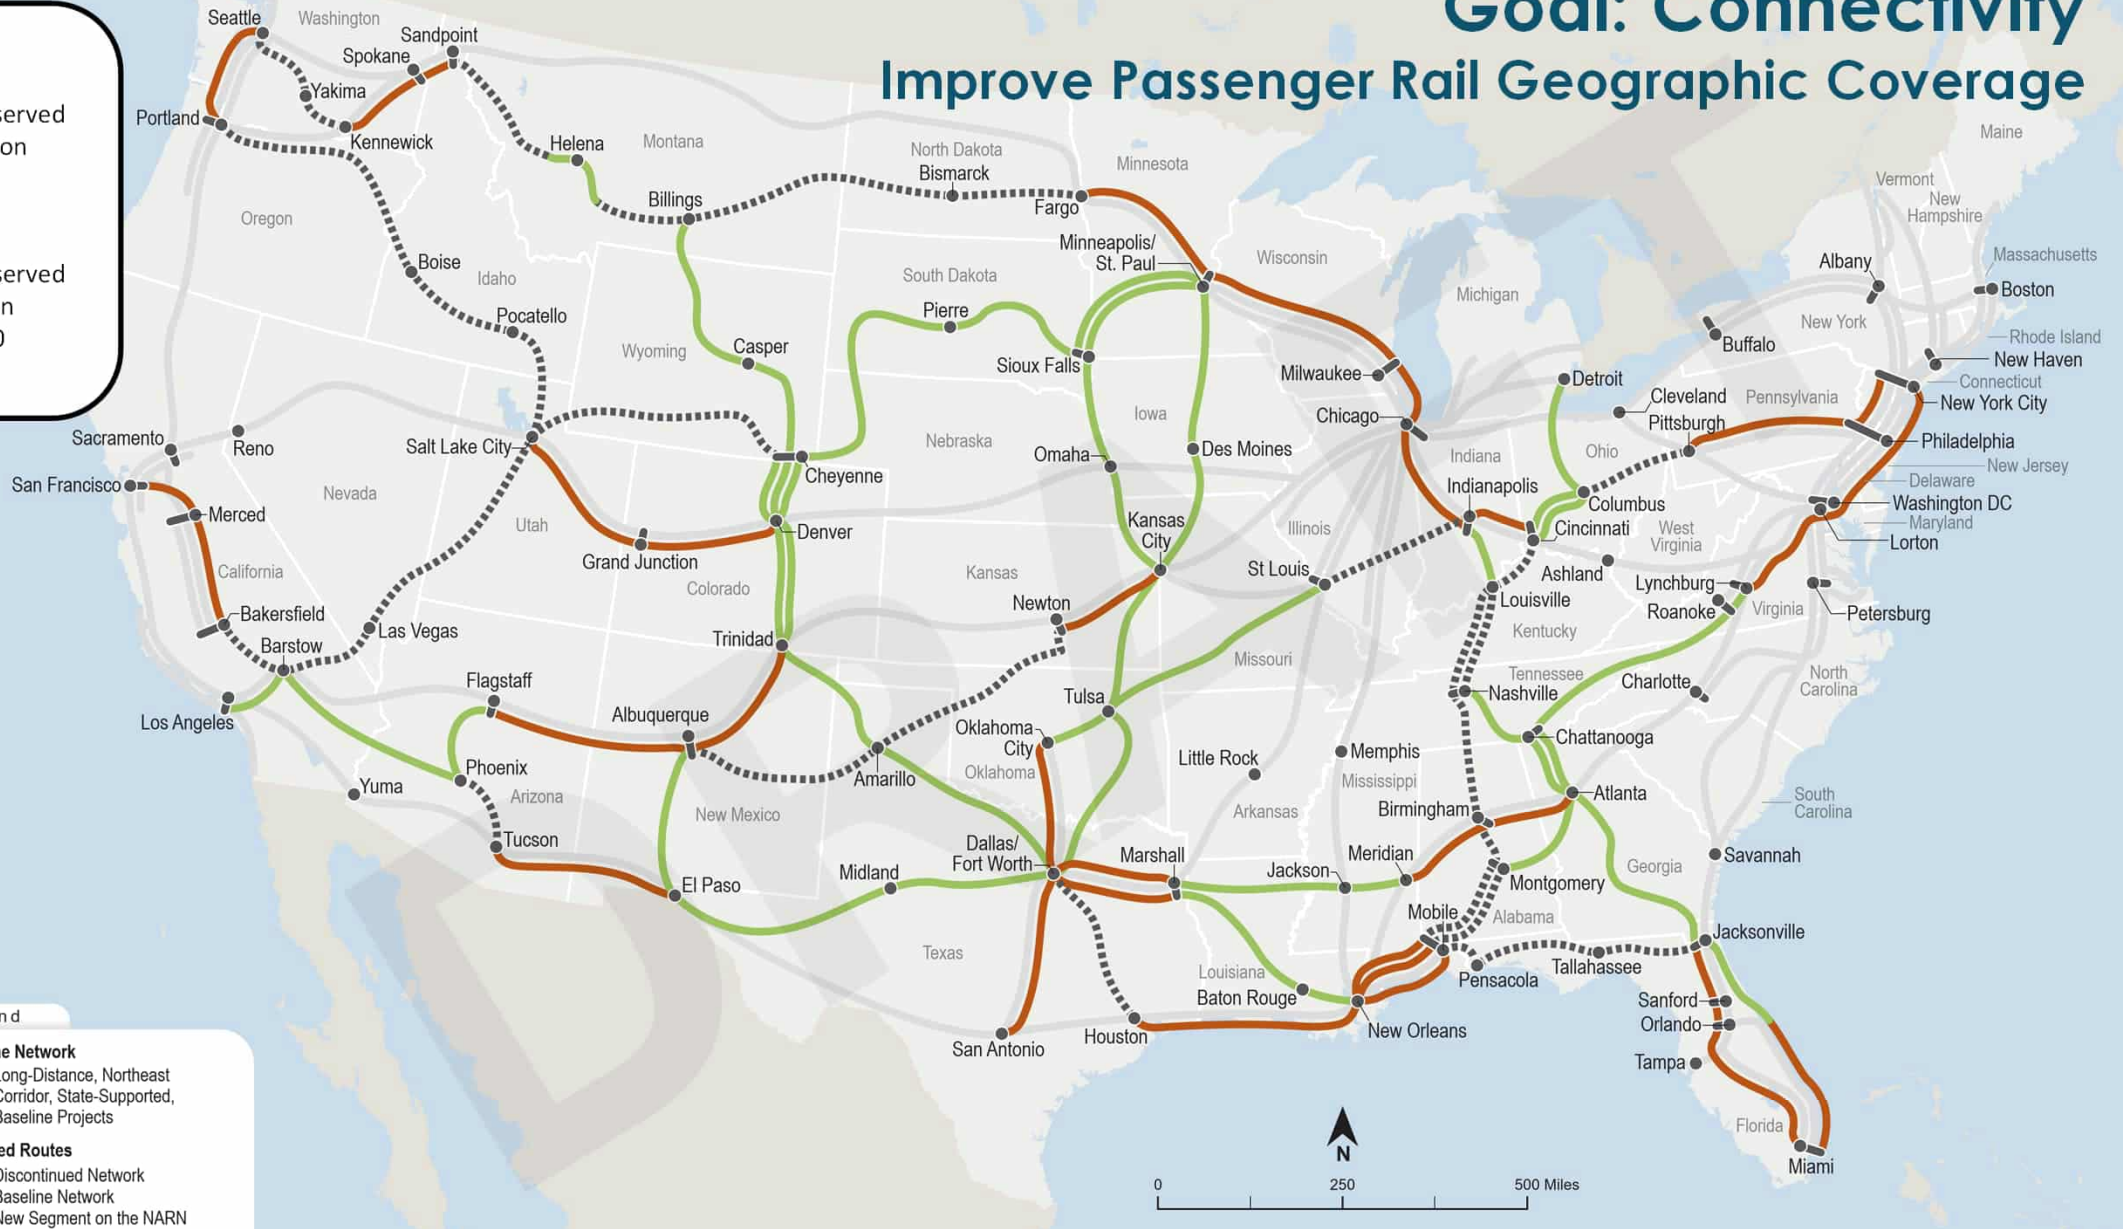 Goal: Connectivity
Improve Passenger Rail Geographic Coverage
served
on
served
n
Seattle
Washington
Sandpoint
Spokane
Yakima
Portland
Kennewick
Helena
Montana
North Dakota
Bismarck
Minnesota
Maine
Billings
Fargo
Vermont
New
Hampshire
Oregon
Minneapolis/
St. Paul
Wisconsin
Boise
Idaho
South Dakota
Michigan
Albany
Massachusetts
Boston
Pocatello
Pierre
New York
Buffalo
Rhode Island
New Haven
Wyoming
Casper
Sioux Falls
Milwaukee
Detroit
Connecticut
New York City
Cleveland
Pennsylvania
Pittsburgh
Iowa
Chicago
Sacramento
Reno
Salt Lake City
Nebraska
Omaha
Des Moines
Indiana
Ohio
Philadelphia
New Jersey
San Francisco
Nevada
Cheyenne
Indianapolis
Columbus
Delaware
Washington DC
Merced
Utah
Denver
Kansas
City
Illinois
Cincinnati
West
Virginia
Maryland
Lorton
Grand Junction
California
Colorado
Kansas
St Louis
Ashland
Lynchburg
Roanoke
Virginia
Petersburg
Bakersfield
Newton
Louisville
Barstow
Las Vegas
Trinidad
Missouri
Kentucky
Flagstaff
Tulsa
Tennessee
Nashville
Charlotte
North
Carolina
Los Angeles
Albuquerque
Oklahoma
City
Oklahoma
Little Rock
Memphis
Mississippi
Chattanooga
Phoenix
Yuma
Arizona
Amarillo
New Mexico
Arkansas
Birmingham
Atlanta
South
Carolina
Tucson
Dallas/
Fort Worth
Marshall
Jackson
Meridian
Georgia
Savannah
El Paso
Midland
Montgomery
Mobile
Alabama
Jacksonville
Texas
Louisiana
Baton Rouge
Pensacola
Tallahassee
San Antonio
Houston
New Orleans
Sanford
Orlando
Tampa
Florida
Miami
N
0 250 500 Miles
nd
e Network
Long-Distance, Northeast
Corridor, State-Supported,
Baseline Projects
ed Routes
Discontinued Network
Baseline Network
New Segment on the NARN
DRAFT